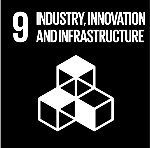 9 INDUSTRY, INNOVATION
AND INFRASTRUCTURE